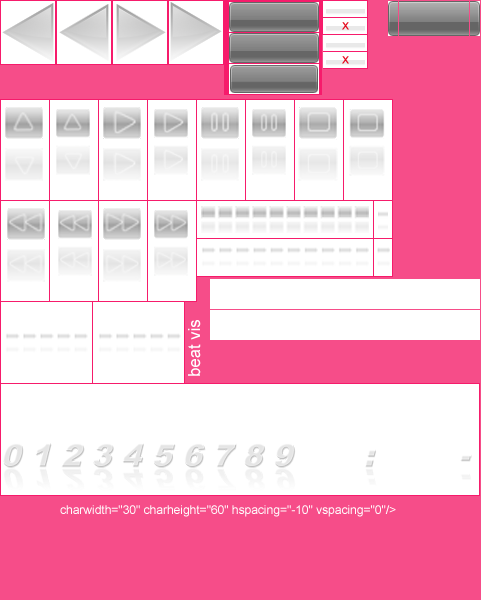 X
X
beat vis
0 1 2 3 4 5 6 7 8 9 : -
charwidth="30" charheight="60" hspacing="-10" vspacing="0"/>